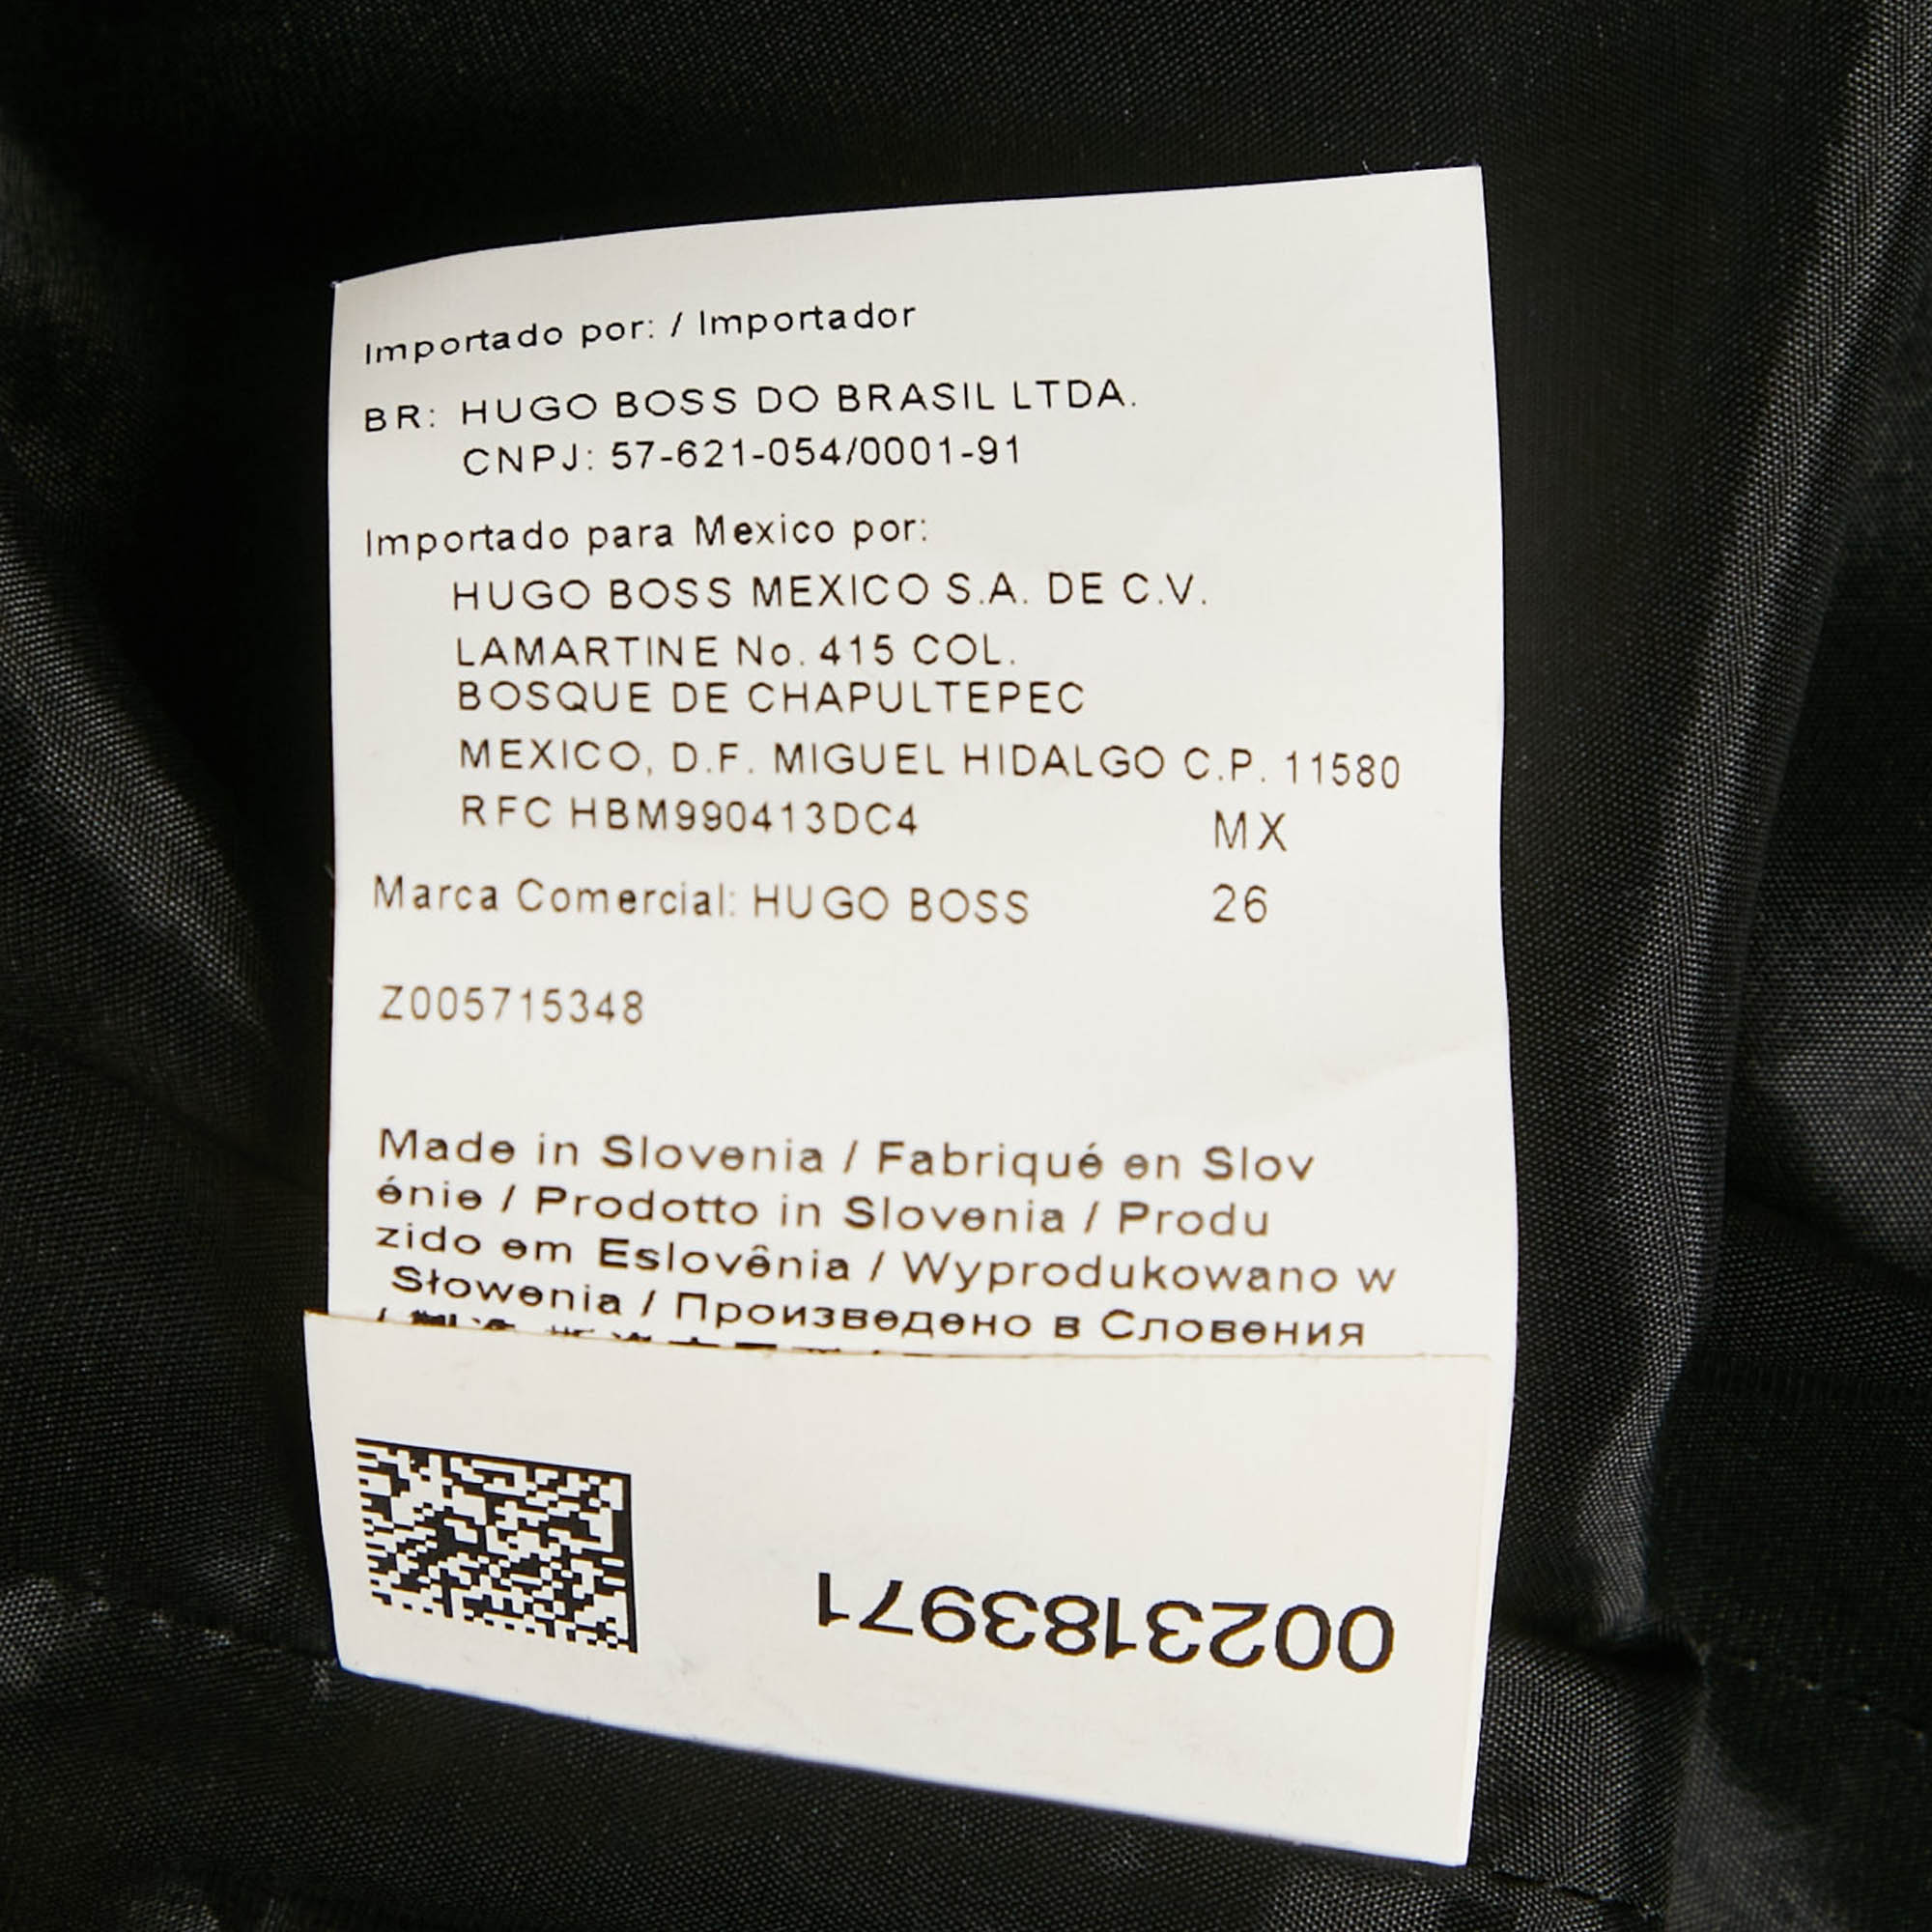 Importado por: / Importador
BR: HUGO BOSS DO BRASIL LTDA.
CNPJ: 57-621-054/0001-91
Importado para Mexico por:
HUGO BOSS MEXICO S.A. DE C.V.
LAMARTINE No. 415 COL.
BOSQUE DE CHAPULTEPEC
MEXICO, D.F. MIGUEL HIDALGO C.P. 11580
RFC HBM990413DC4 MX
Marca Comercial: HUGO BOSS 26
Z005715348
Made in Slovenia / Fabriqué en Slov
énie / Prodotto in Slovenia / Produ
zido em Eslovênia / Wyprodukowano w
Słowenia / Произведено в Словения
0023183971